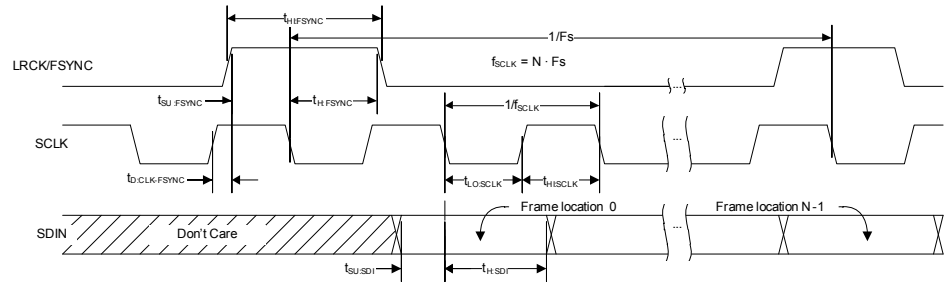 tHI:FSYNC
1/Fs
LRCK/FSYNC
fSCLK = N · Fs
tSU:FSYNC
tH:FSYNC
1/fSCLK
...
SCLK
...
tD:CLK-FSYNC
tLO:SCLK
tHI:SCLK
Frame location 0
Frame location N-1
SDIN
Don't Care
...
tSU:SDI
tH:SDI